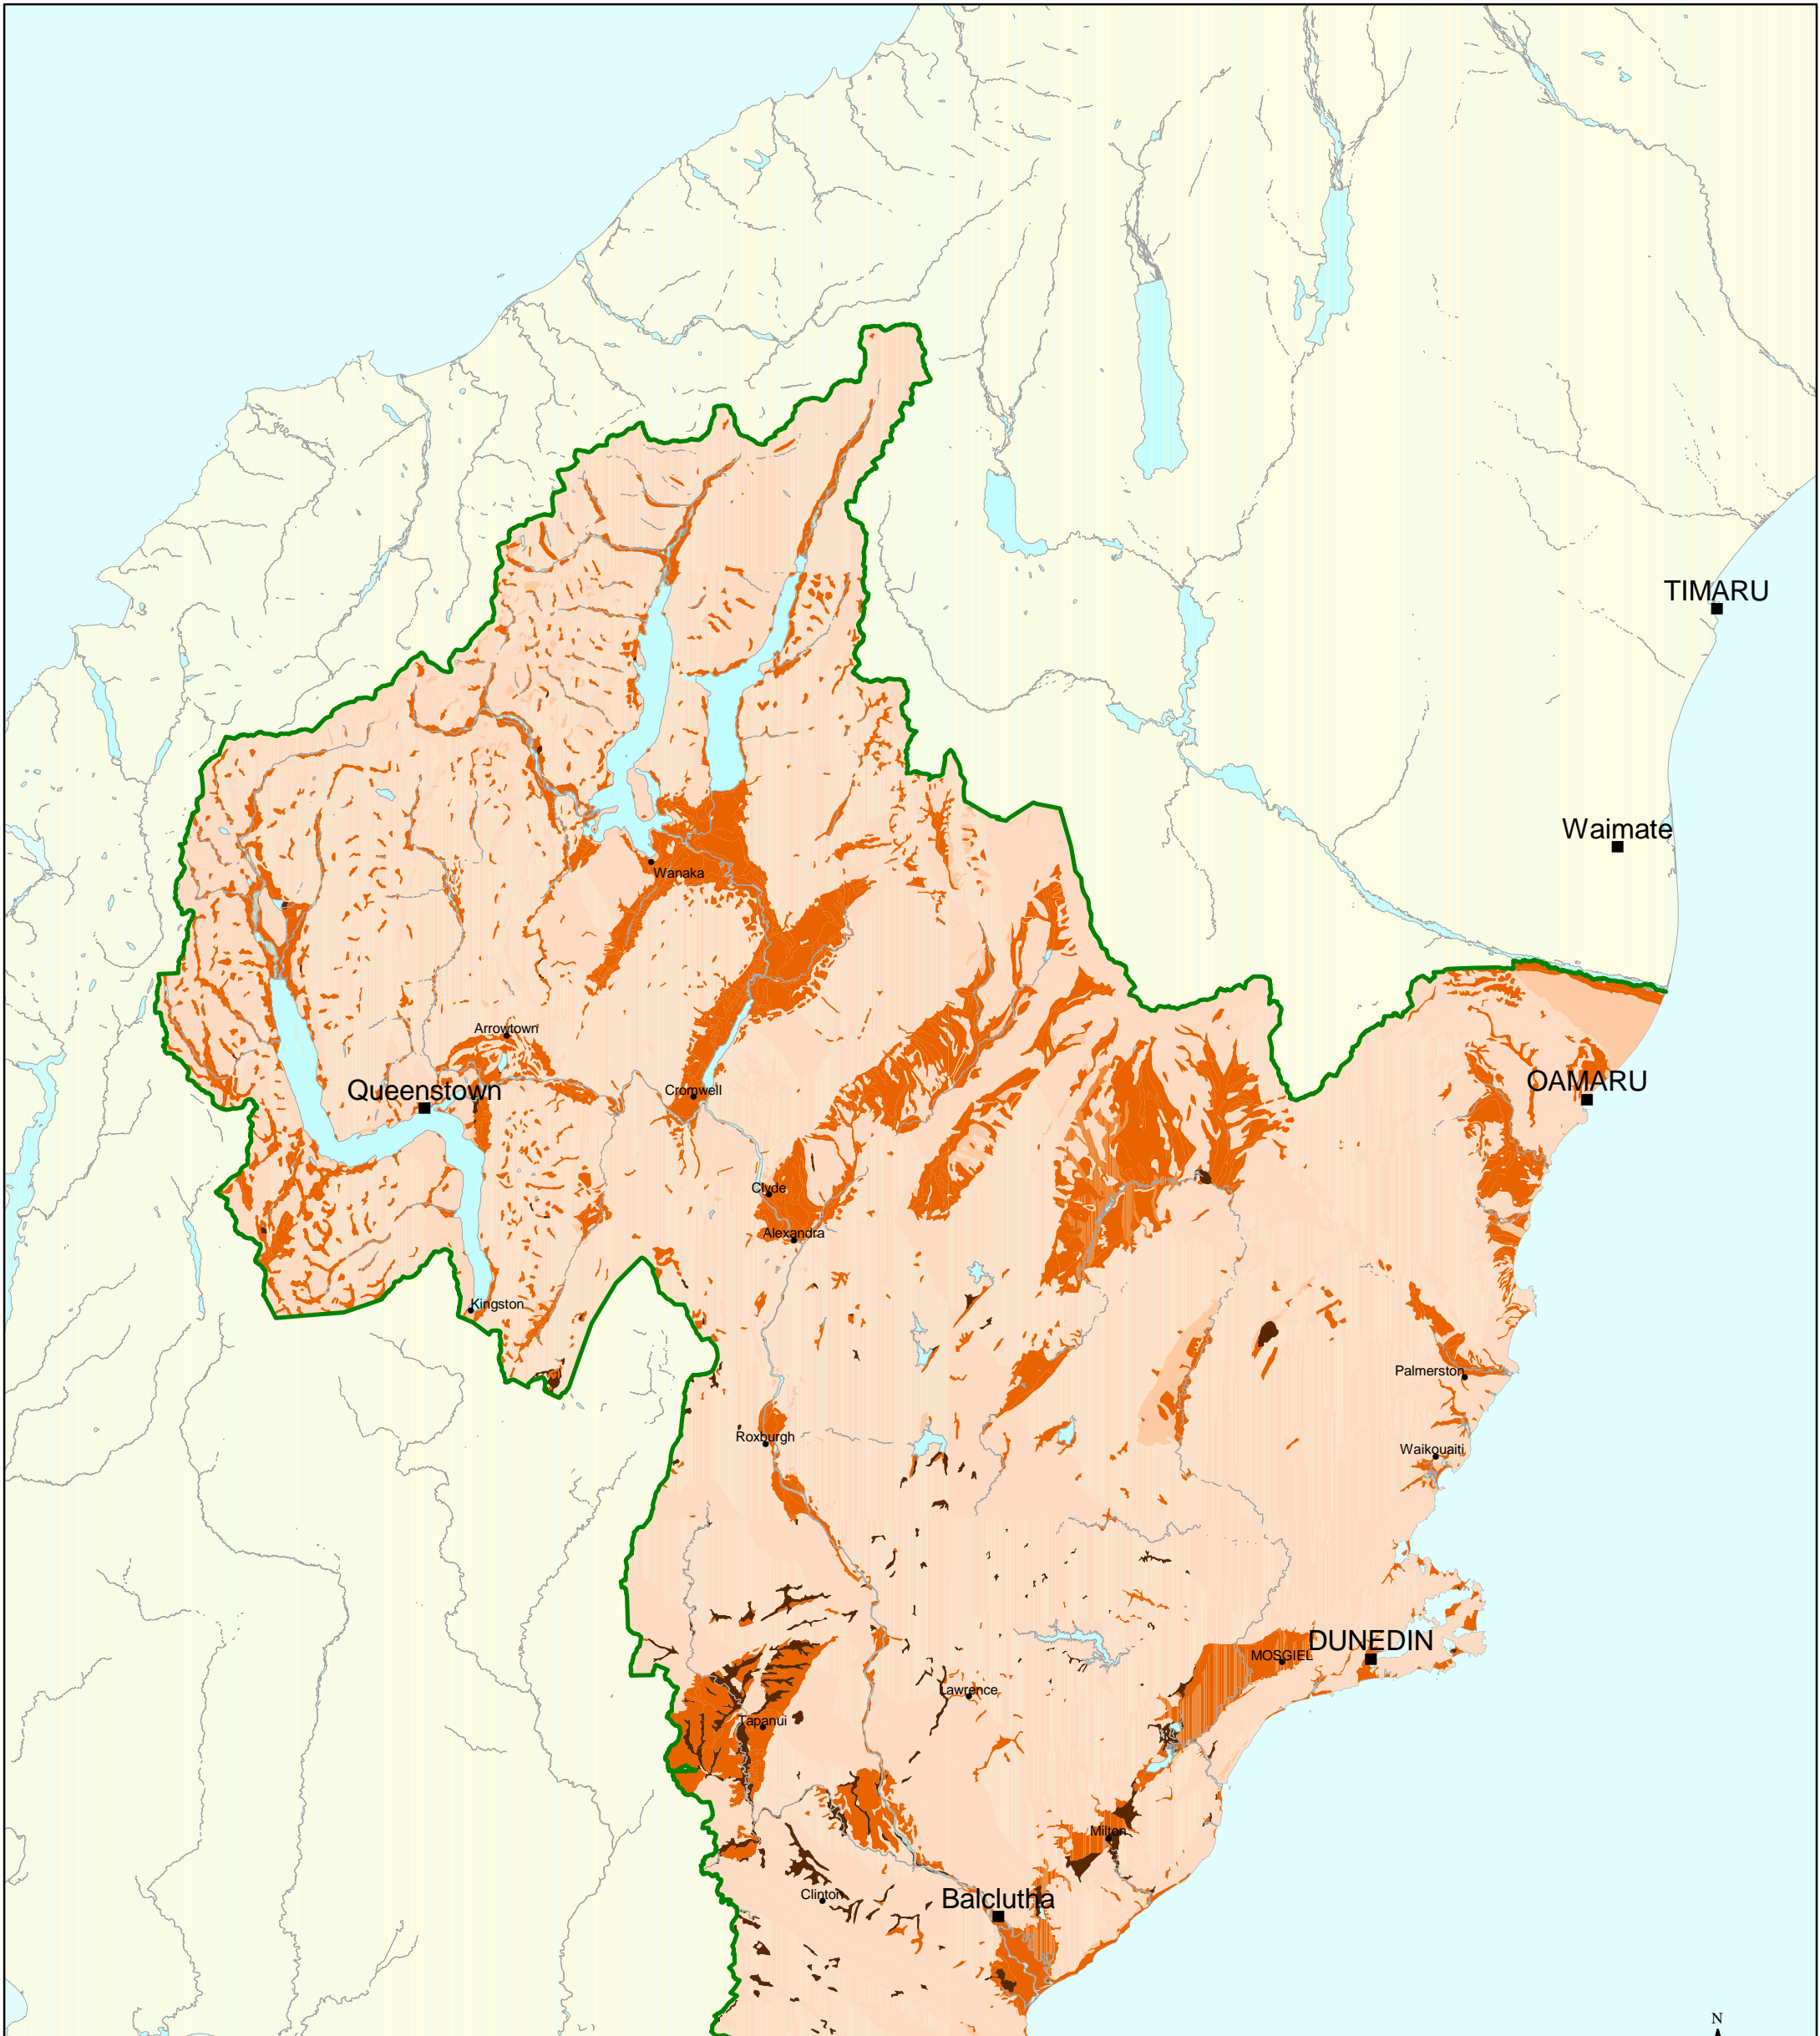 TIMARU
Waimate
Wanaka
Arrowtown
Queenstown
Cromwell
OAMARU
Clyde
Alexandra
Kingston
Palmerston
Roxburgh
Waikouaiti
DUNEDIN
MOSGIEL
Lawrence
Tapanui
Milton
Clinton
Balclutha
N